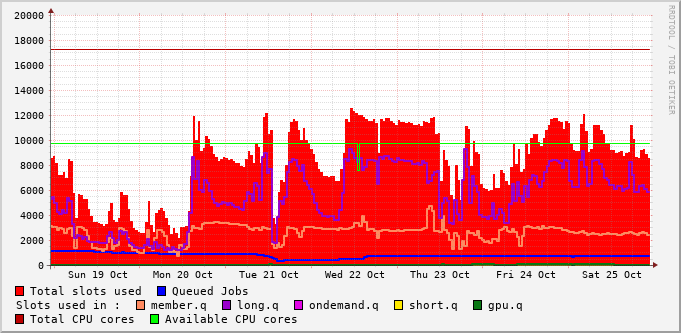 20000
18000
16000
14000
12000
10000
8000
6000
4000
2000
0
Sun 19 Oct Mon 20 Oct Tue 21 Oct Wed 22 Oct Thu 23 Oct Fri 24 Oct Sat 25 Oct
RRDTOOL / TOBI OETIKER
Total slots used Queued Jobs
Slots used in : member.q long.q ondemand.q short.q gpu.q
Total CPU cores Available CPU cores